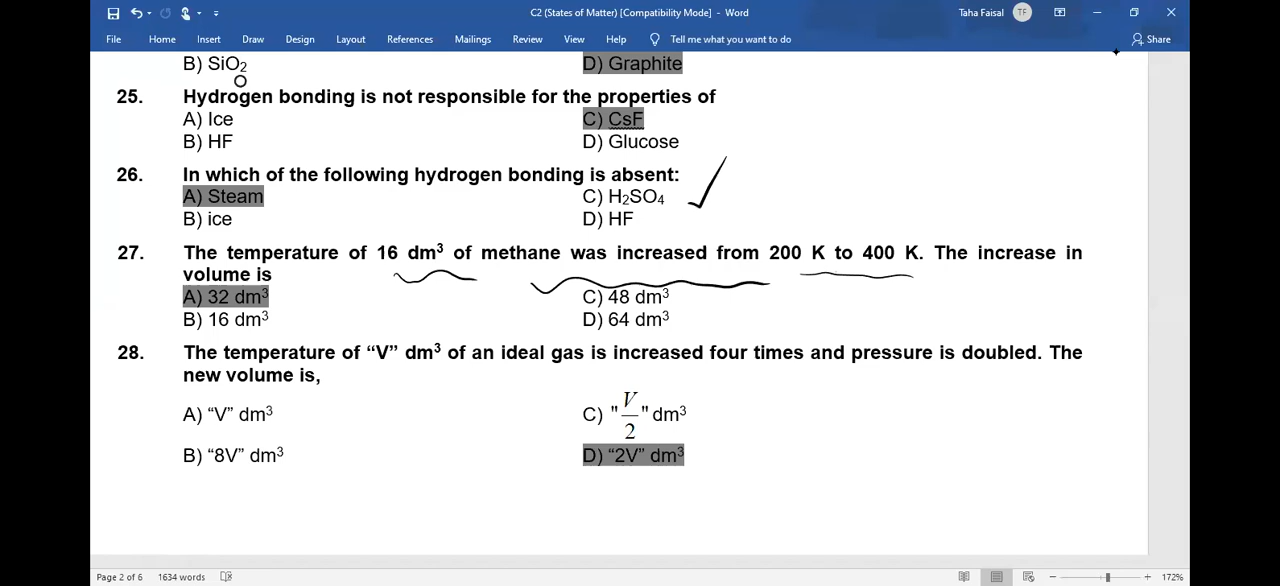 C2 (States of Matter) [Compatibility Mode] - Word
Taha Faisal TF
File Home Insert Draw Design Layout References Mailings Review View Help Tell me what you want to do Share
B) SiO₂ D) Graphite
25. Hydrogen bonding is not responsible for the properties of
A) Ice C) CsF
B) HF D) Glucose
26. In which of the following hydrogen bonding is absent:
A) Steam C) H₂SO₄
B) ice D) HF
27. The temperature of 16 dm³ of methane was increased from 200 K to 400 K. The increase in
volume is
A) 32 dm³ C) 48 dm³
B) 16 dm³ D) 64 dm³
28. The temperature of “V” dm³ of an ideal gas is increased four times and pressure is doubled. The
new volume is,
A) “V” dm³ C) "V/2" dm³
B) “8V” dm³ D) “2V” dm³
Page 2 of 6 1634 words 172%